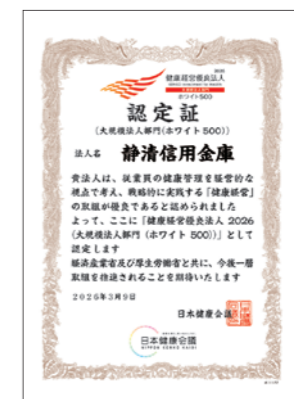 2026
健康経営優良法人
ホワイト500
認定証
(大規模法人部門(ホワイト500))
法人名 静清信用金庫
貴法人は、従業員の健康管理を経営的な
視点で考え、戦略的に実践する「健康経営」
の取組が優良であると認められました
よって、ここに「健康経営優良法人 2026
(大規模法人部門(ホワイト 500))」として
認定します
経済産業省及び厚生労働省と共に、今後一層
取組を推進されることを期待いたします
2026年3月9日
日本健康会議
日本健康会議
NIPPON KENKO KAIGI